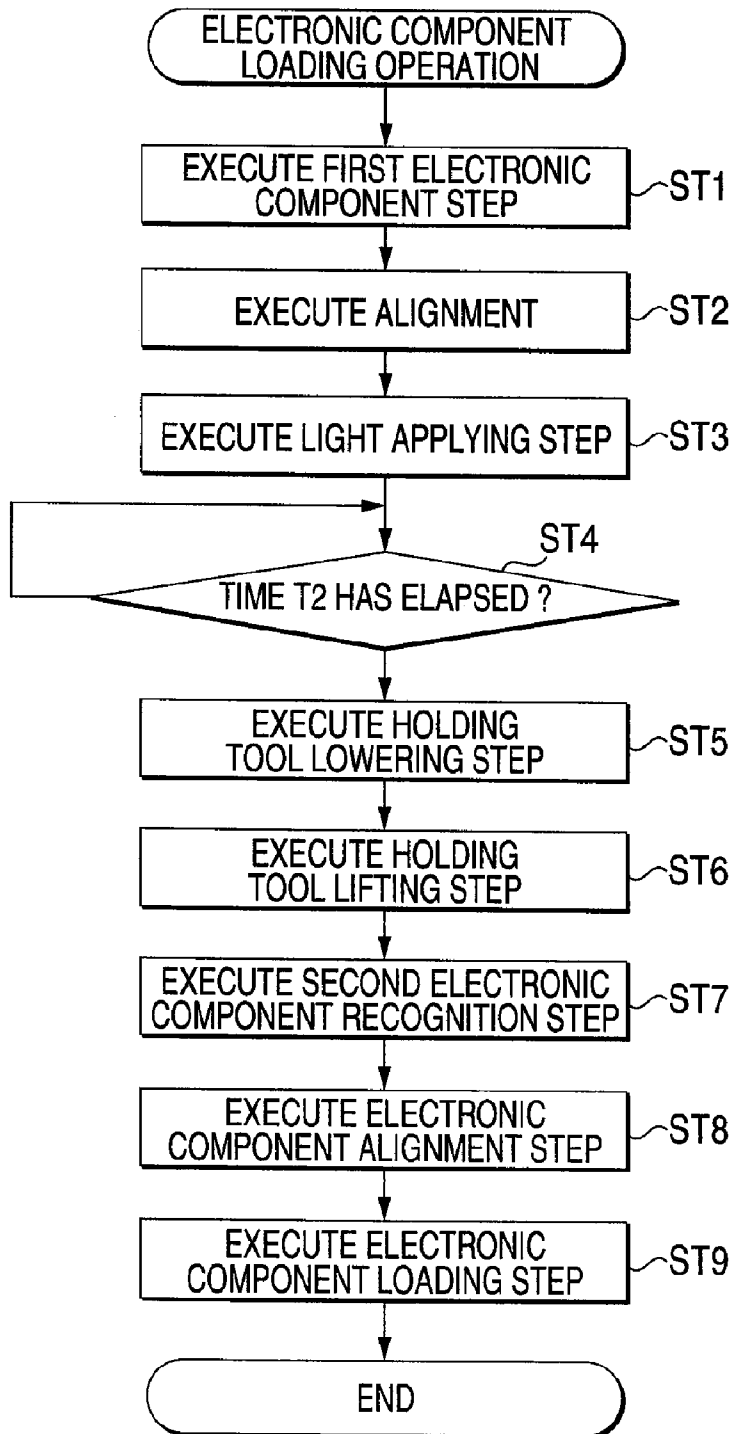 ELECTRONIC COMPONENT
LOADING OPERATION
EXECUTE FIRST ELECTRONIC
COMPONENT STEP
ST1
EXECUTE ALIGNMENT
ST2
EXECUTE LIGHT APPLYING STEP
ST3
ST4
TIME T2 HAS ELAPSED ?
EXECUTE HOLDING
TOOL LOWERING STEP
ST5
EXECUTE HOLDING
TOOL LIFTING STEP
ST6
EXECUTE SECOND ELECTRONIC
COMPONENT RECOGNITION STEP
ST7
EXECUTE ELECTRONIC
COMPONENT ALIGNMENT STEP
ST8
EXECUTE ELECTRONIC
COMPONENT LOADING STEP
ST9
END